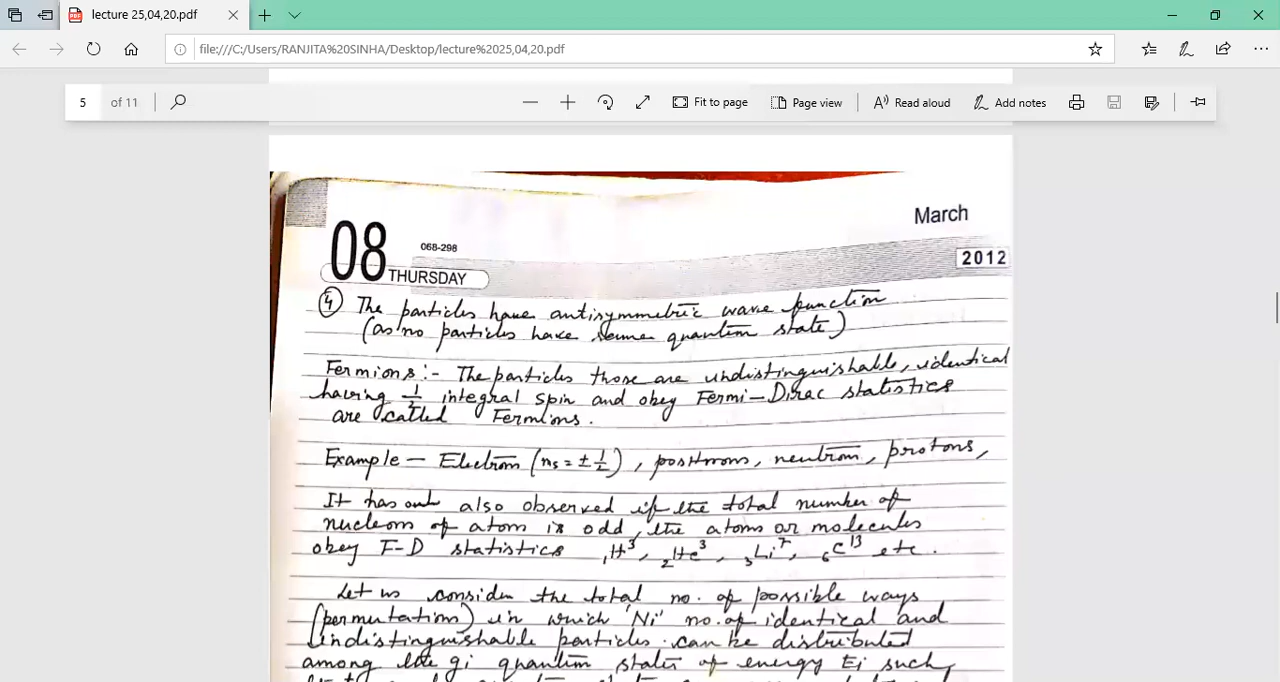 lecture 25,04,20.pdf
file:///C:/Users/RANJITA%20SINHA/Desktop/lecture%2025,04,20.pdf
5 of 11 Fit to page Page view Read aloud Add notes
March
08 068-298 2012
THURSDAY
④ The particles have antisymmetric wave function
(as no particles have same quantum state)
Fermions :- The particles those are undistinguishable, identical
having 1/2 integral spin and obey Fermi-Dirac statistics
are called Fermions.
Example - Electron (ns = ± 1/2), positrons, neutron, protons,
It has also observed if the total number of
nucleons of atom is odd, the atoms or molecules
obey F-D statistics ₁H³, ₂He³, ₃Li⁷, ₆C¹³ etc.
Let us consider the total no. of possible ways
(permutation) in which 'Ni' no. of identical and
undistinguishable particles can be distributed
among the gi quantum states of energy Ei such,